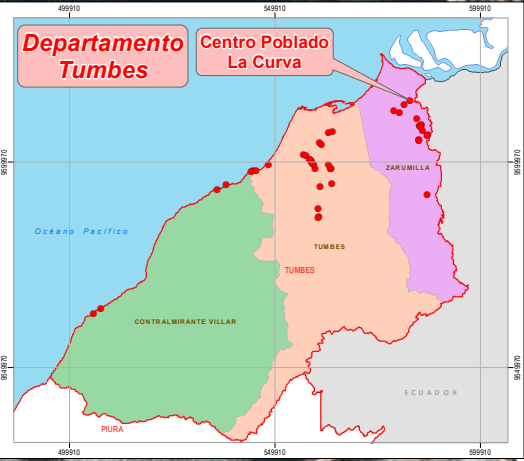 499910
549910
599910
Departamento
Tumbes
Centro Poblado
La Curva
9599970
9599970
ZARUMILLA
Océano Pacífico
TUMBES
TUMBES
CONTRALMIRANTE VILLAR
9549970
9549970
ECUADOR
PIURA
499910
549910
599910